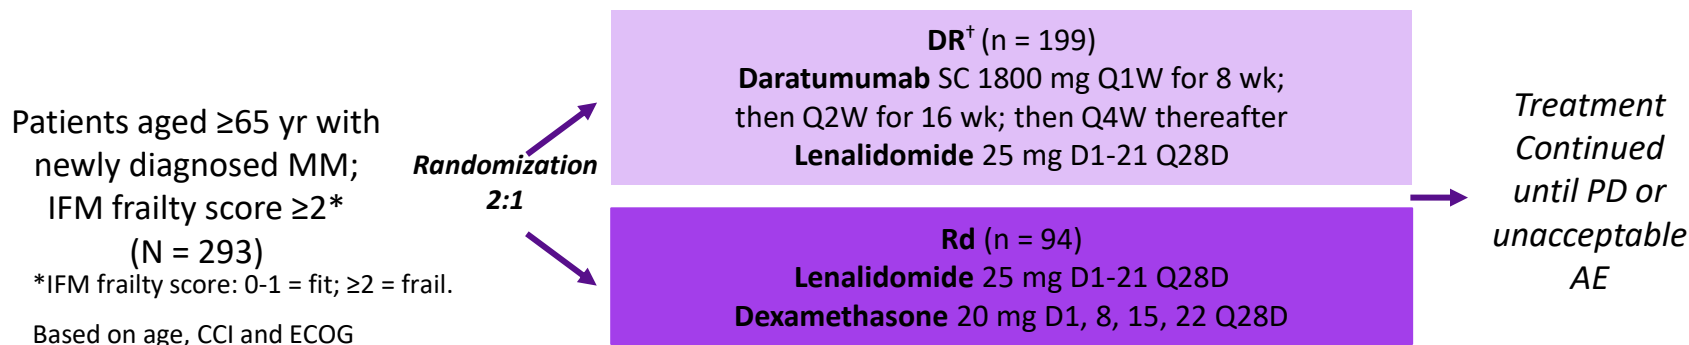 Patients aged ≥65 yr with
newly diagnosed MM;
IFM frailty score ≥2*
(N = 293)
*IFM frailty score: 0-1 = fit; ≥2 = frail.
Based on age, CCI and ECOG
Randomization
2:1
DR† (n = 199)
Daratumumab SC 1800 mg Q1W for 8 wk;
then Q2W for 16 wk; then Q4W thereafter
Lenalidomide 25 mg D1-21 Q28D
Rd (n = 94)
Lenalidomide 25 mg D1-21 Q28D
Dexamethasone 20 mg D1, 8, 15, 22 Q28D
Treatment
Continued
until PD or
unacceptable
AE